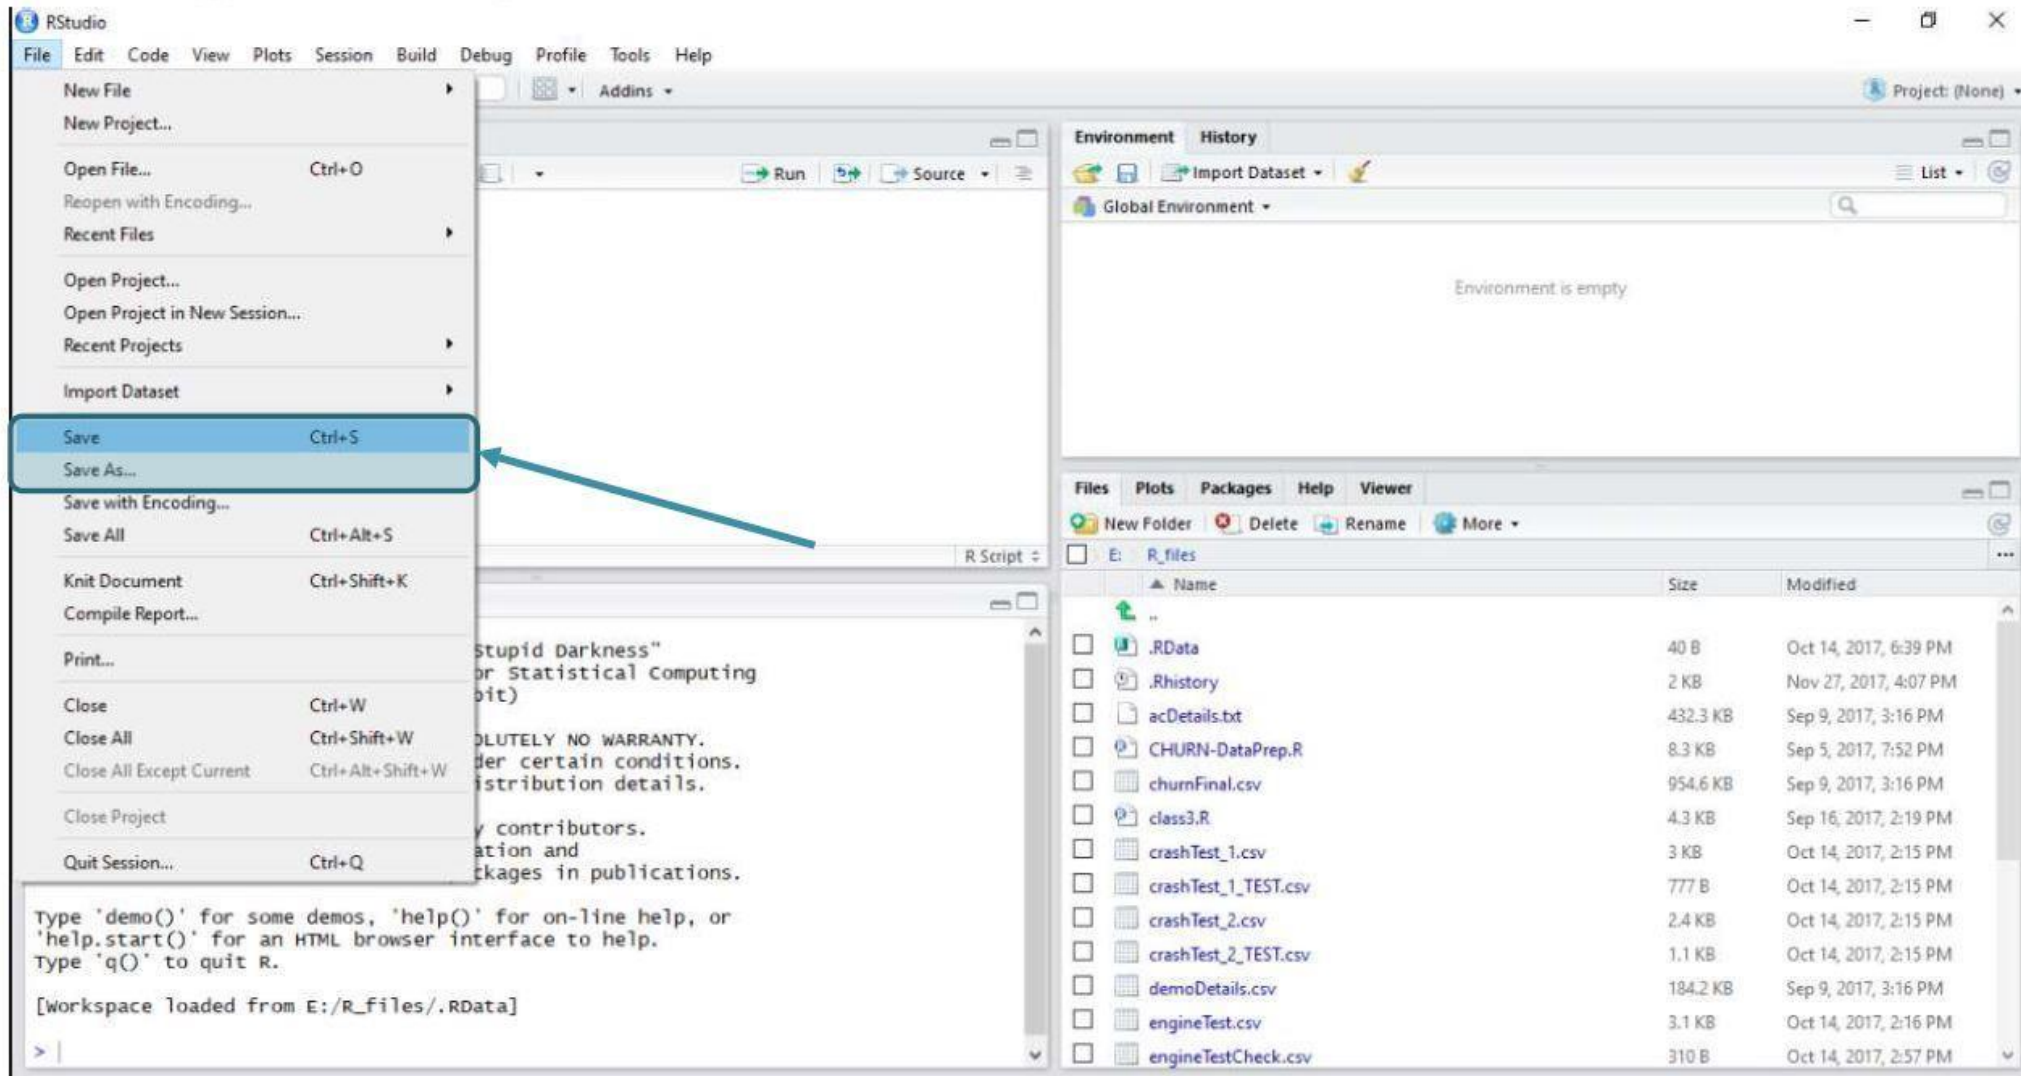 RStudio
File Edit Code View Plots Session Build Debug Profile Tools Help
Addins
Project: (None)
New File
New Project...
Open File... Ctrl+O
Reopen with Encoding...
Recent Files
Open Project...
Open Project in New Session...
Recent Projects
Import Dataset
Save Ctrl+S
Save As...
Save with Encoding...
Save All Ctrl+Alt+S
Knit Document Ctrl+Shift+K
Compile Report...
Print...
Close Ctrl+W
Close All Ctrl+Shift+W
Close All Except Current Ctrl+Alt+Shift+W
Close Project
Quit Session... Ctrl+Q
Run Source
R Script
Stupid Darkness"
or Statistical Computing
bit)
OLUTELY NO WARRANTY.
der certain conditions.
istribution details.
y contributors.
ation and
ckages in publications.
Type 'demo()' for some demos, 'help()' for on-line help, or
'help.start()' for an HTML browser interface to help.
Type 'q()' to quit R.
[Workspace loaded from E:/R_files/.RData]
>
Environment History
Import Dataset List
Global Environment
Environment is empty
Files Plots Packages Help Viewer
New Folder Delete Rename More
E: R_files ...
Name Size Modified
..
.RData 40 B Oct 14, 2017, 6:39 PM
.Rhistory 2 KB Nov 27, 2017, 4:07 PM
acDetails.txt 432.3 KB Sep 9, 2017, 3:16 PM
CHURN-DataPrep.R 8.3 KB Sep 5, 2017, 7:52 PM
churnFinal.csv 954.6 KB Sep 9, 2017, 3:16 PM
class3.R 4.3 KB Sep 16, 2017, 2:19 PM
crashTest_1.csv 3 KB Oct 14, 2017, 2:15 PM
crashTest_1_TEST.csv 777 B Oct 14, 2017, 2:15 PM
crashTest_2.csv 2.4 KB Oct 14, 2017, 2:15 PM
crashTest_2_TEST.csv 1.1 KB Oct 14, 2017, 2:15 PM
demoDetails.csv 184.2 KB Sep 9, 2017, 3:16 PM
engineTest.csv 3.1 KB Oct 14, 2017, 2:16 PM
engineTestCheck.csv 310 B Oct 14, 2017, 2:57 PM